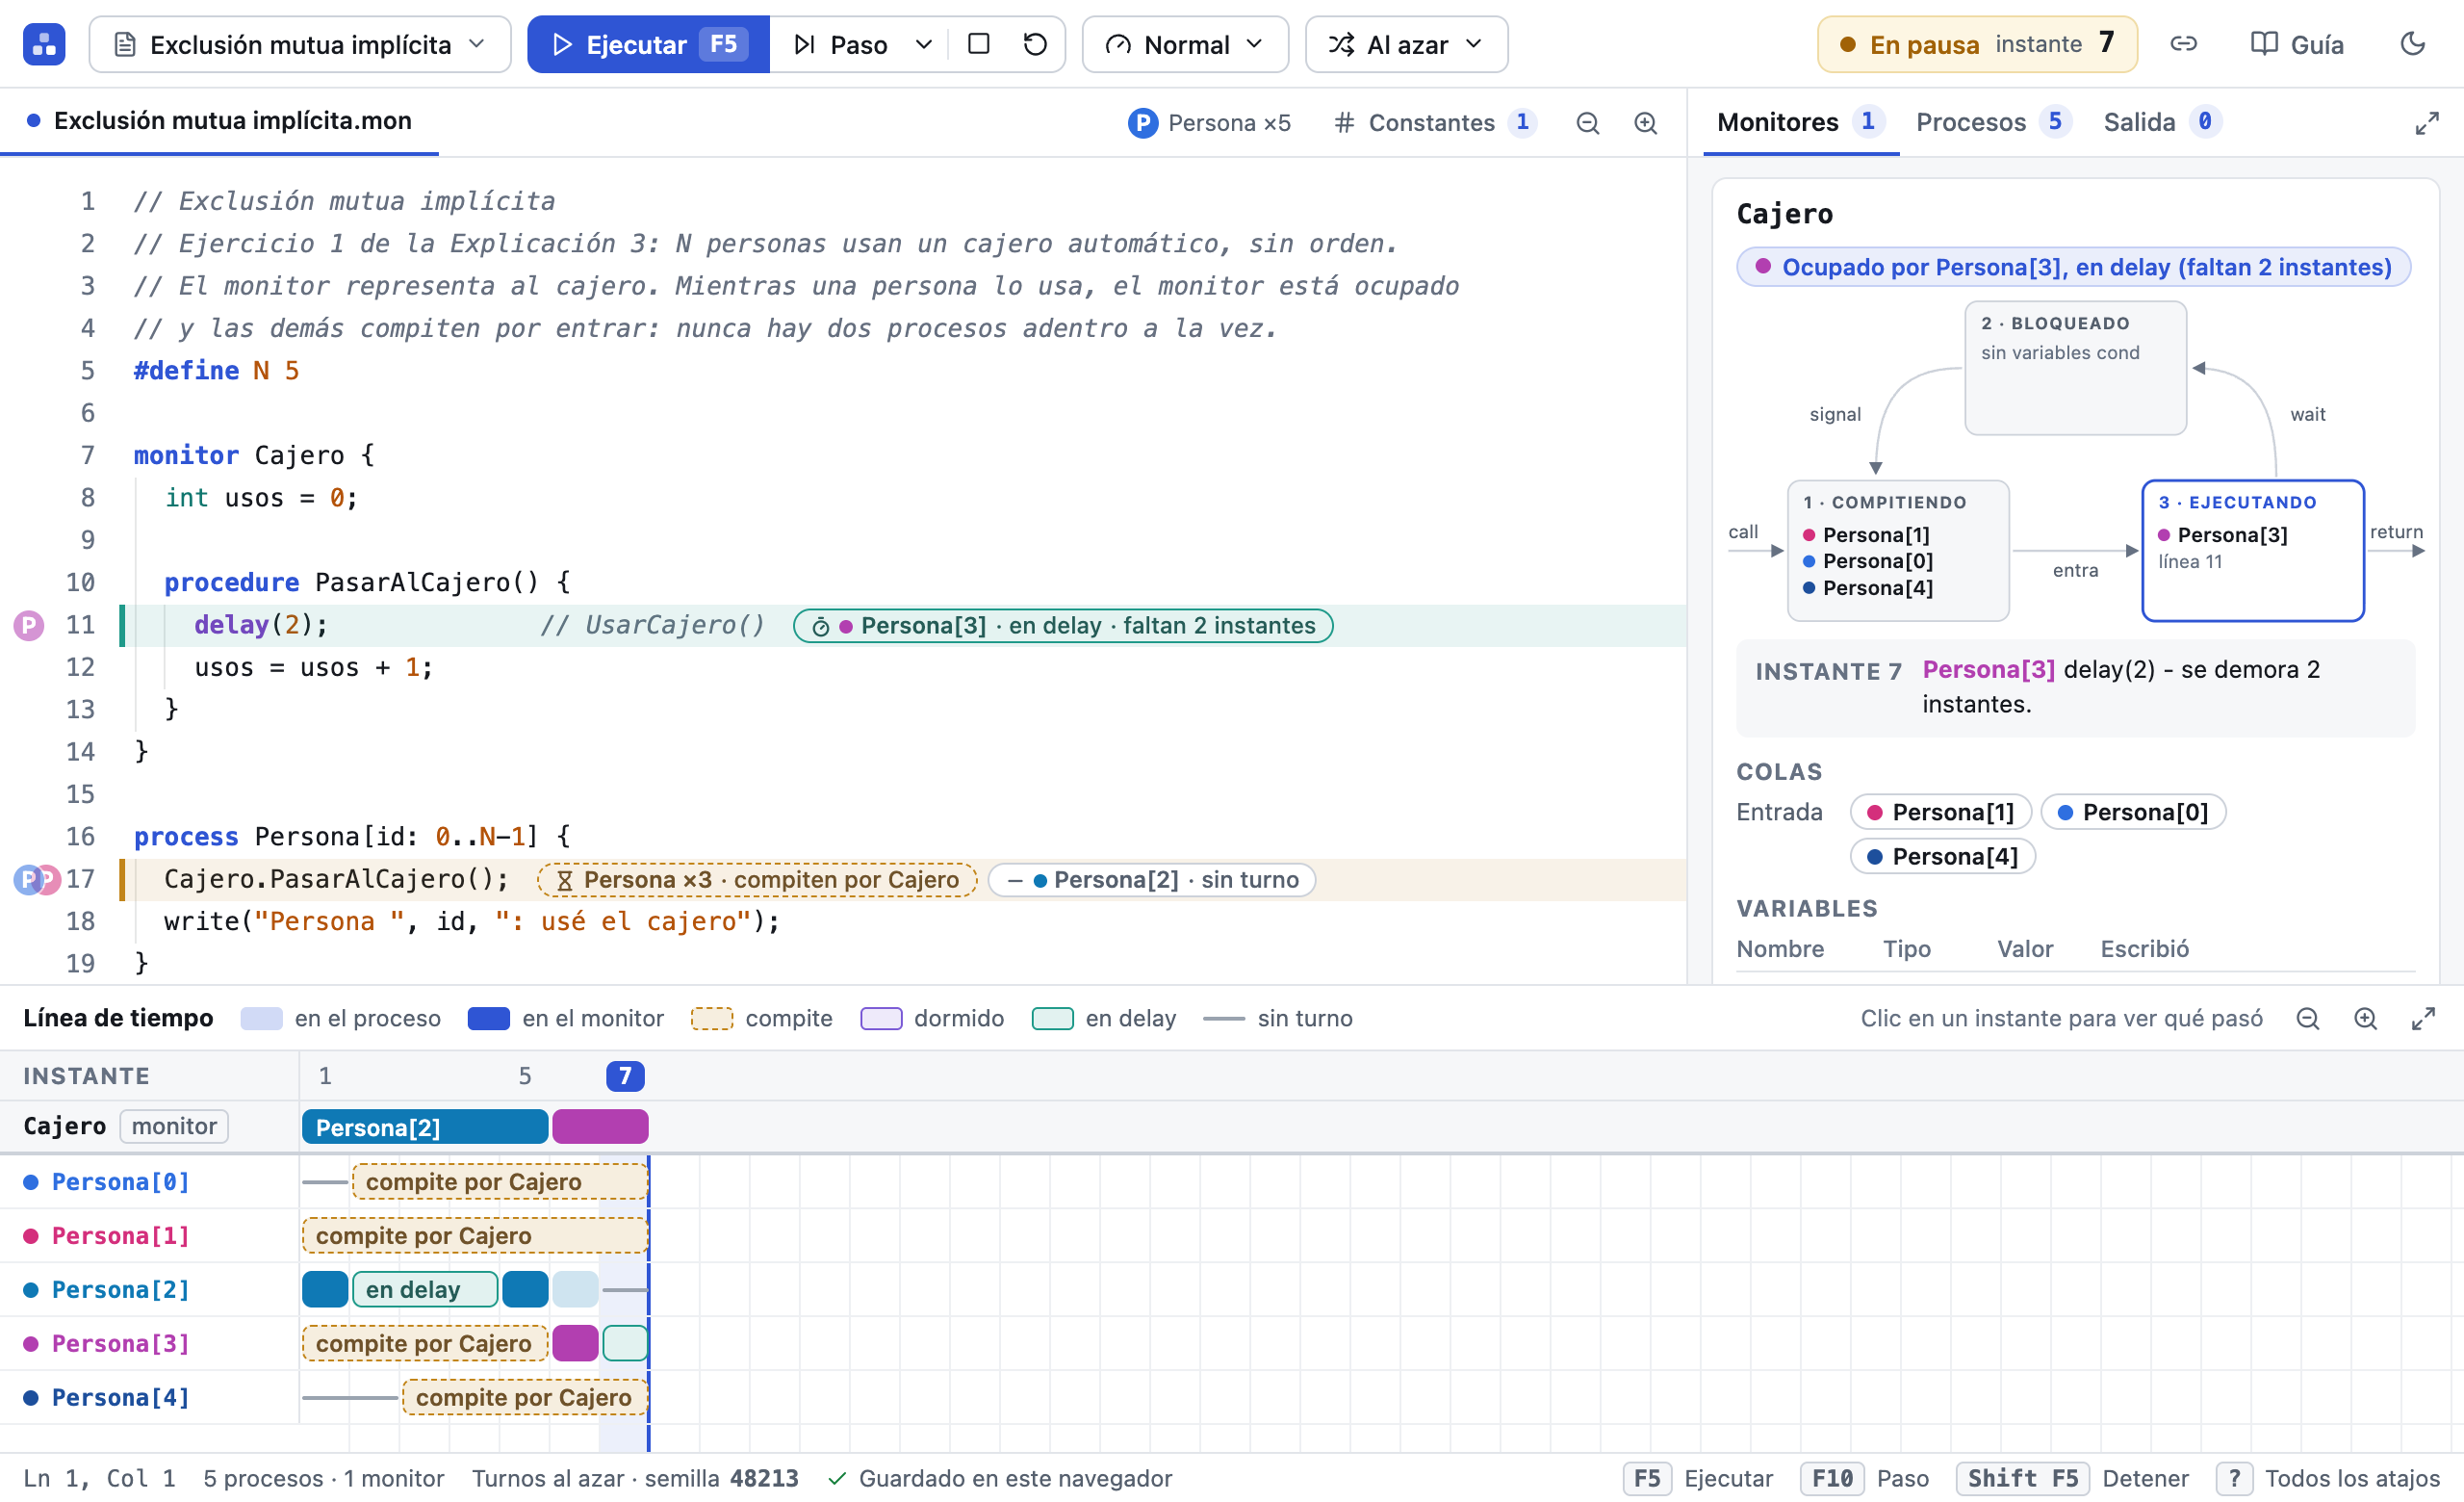 Exclusión mutua implícita
Ejecutar F5
Paso
Normal
Al azar
En pausa instante 7
Guía
Exclusión mutua implícita.mon
P Persona ×5
# Constantes 1
Monitores 1
Procesos 5
Salida 0
1 // Exclusión mutua implícita
2 // Ejercicio 1 de la Explicación 3: N personas usan un cajero automático, sin orden.
3 // El monitor representa al cajero. Mientras una persona lo usa, el monitor está ocupado
4 // y las demás compiten por entrar: nunca hay dos procesos adentro a la vez.
5 #define N 5
6
7 monitor Cajero {
8 int usos = 0;
9
10 procedure PasarAlCajero() {
P 11 delay(2); // UsarCajero() Persona[3] · en delay · faltan 2 instantes
12 usos = usos + 1;
13 }
14 }
15
16 process Persona[id: 0..N-1] {
P P 17 Cajero.PasarAlCajero(); Persona ×3 · compiten por Cajero – Persona[2] · sin turno
18 write("Persona ", id, ": usé el cajero");
19 }
Cajero
Ocupado por Persona[3], en delay (faltan 2 instantes)
2 · BLOQUEADO
sin variables cond
signal
wait
1 · COMPITIENDO
Persona[1]
Persona[0]
Persona[4]
call
entra
3 · EJECUTANDO
Persona[3]
línea 11
return
INSTANTE 7 Persona[3] delay(2) - se demora 2
instantes.
COLAS
Entrada Persona[1] Persona[0]
Persona[4]
VARIABLES
Nombre Tipo Valor Escribió
Línea de tiempo en el proceso en el monitor compite dormido en delay sin turno
Clic en un instante para ver qué pasó
INSTANTE 1 5 7
Cajero monitor Persona[2]
Persona[0] compite por Cajero
Persona[1] compite por Cajero
Persona[2] en delay
Persona[3] compite por Cajero
Persona[4] compite por Cajero
Ln 1, Col 1 5 procesos · 1 monitor Turnos al azar · semilla 48213 Guardado en este navegador
F5 Ejecutar F10 Paso Shift F5 Detener ? Todos los atajos